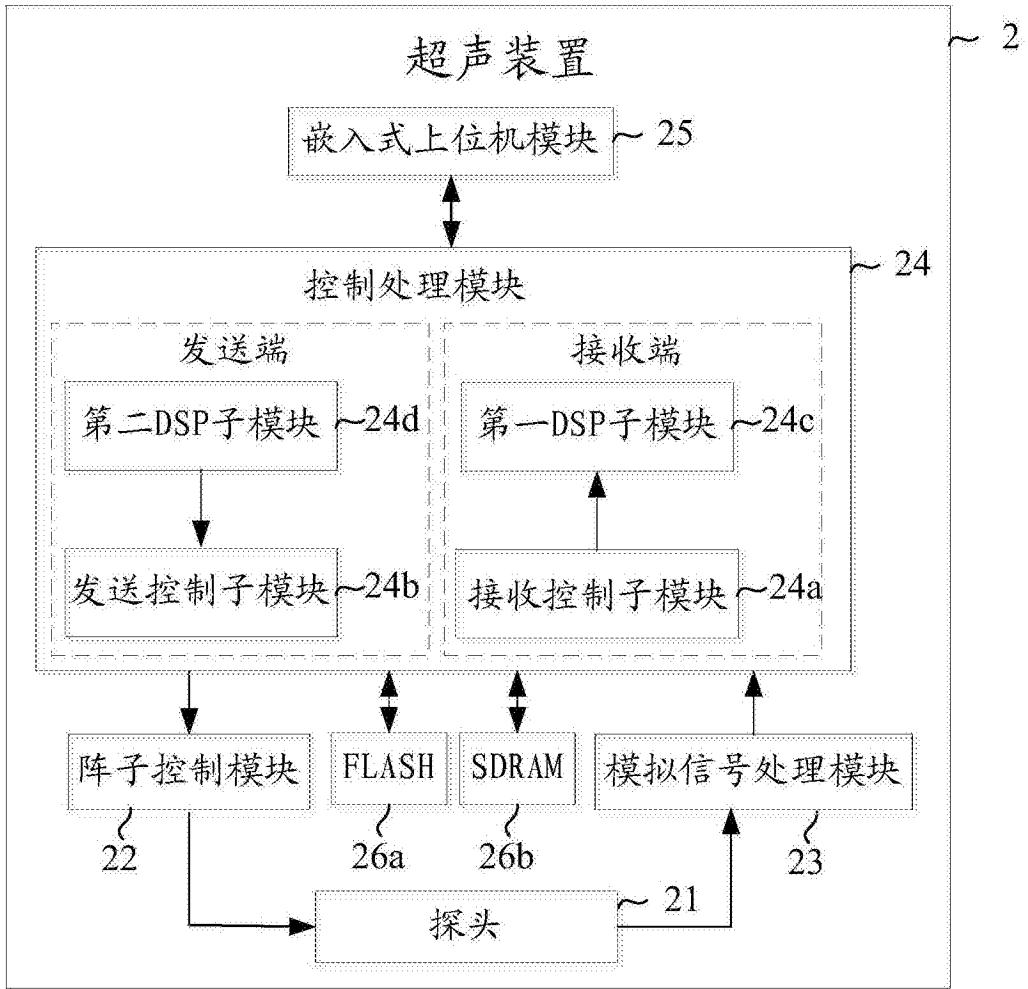 2
超声装置
嵌入式上位机模块
25
24
控制处理模块
发送端
接收端
第二DSP子模块
24d
第一DSP子模块
24c
发送控制子模块
24b
接收控制子模块
24a
阵子控制模块
FLASH
SDRAM
模拟信号处理模块
22
26a
26b
23
21
探头